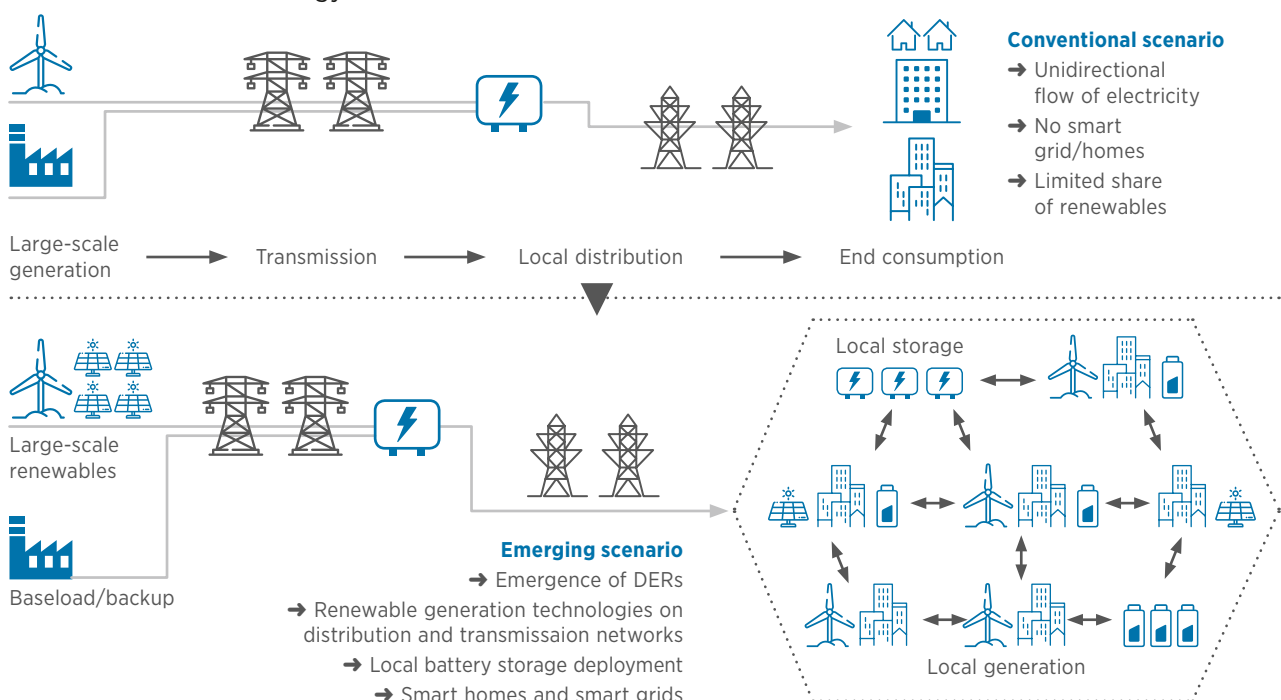 Conventional scenario
➔ Unidirectional
flow of electricity
➔ No smart
grid/homes
➔ Limited share
of renewables
Large-scale
generation
Transmission
Local distribution
End consumption
Large-scale
renewables
Baseload/backup
Emerging scenario
➔ Emergence of DERs
➔ Renewable generation technologies on
distribution and transmissaion networks
➔ Local battery storage deployment
➔ Smart homes and smart grids
Local storage
Local generation